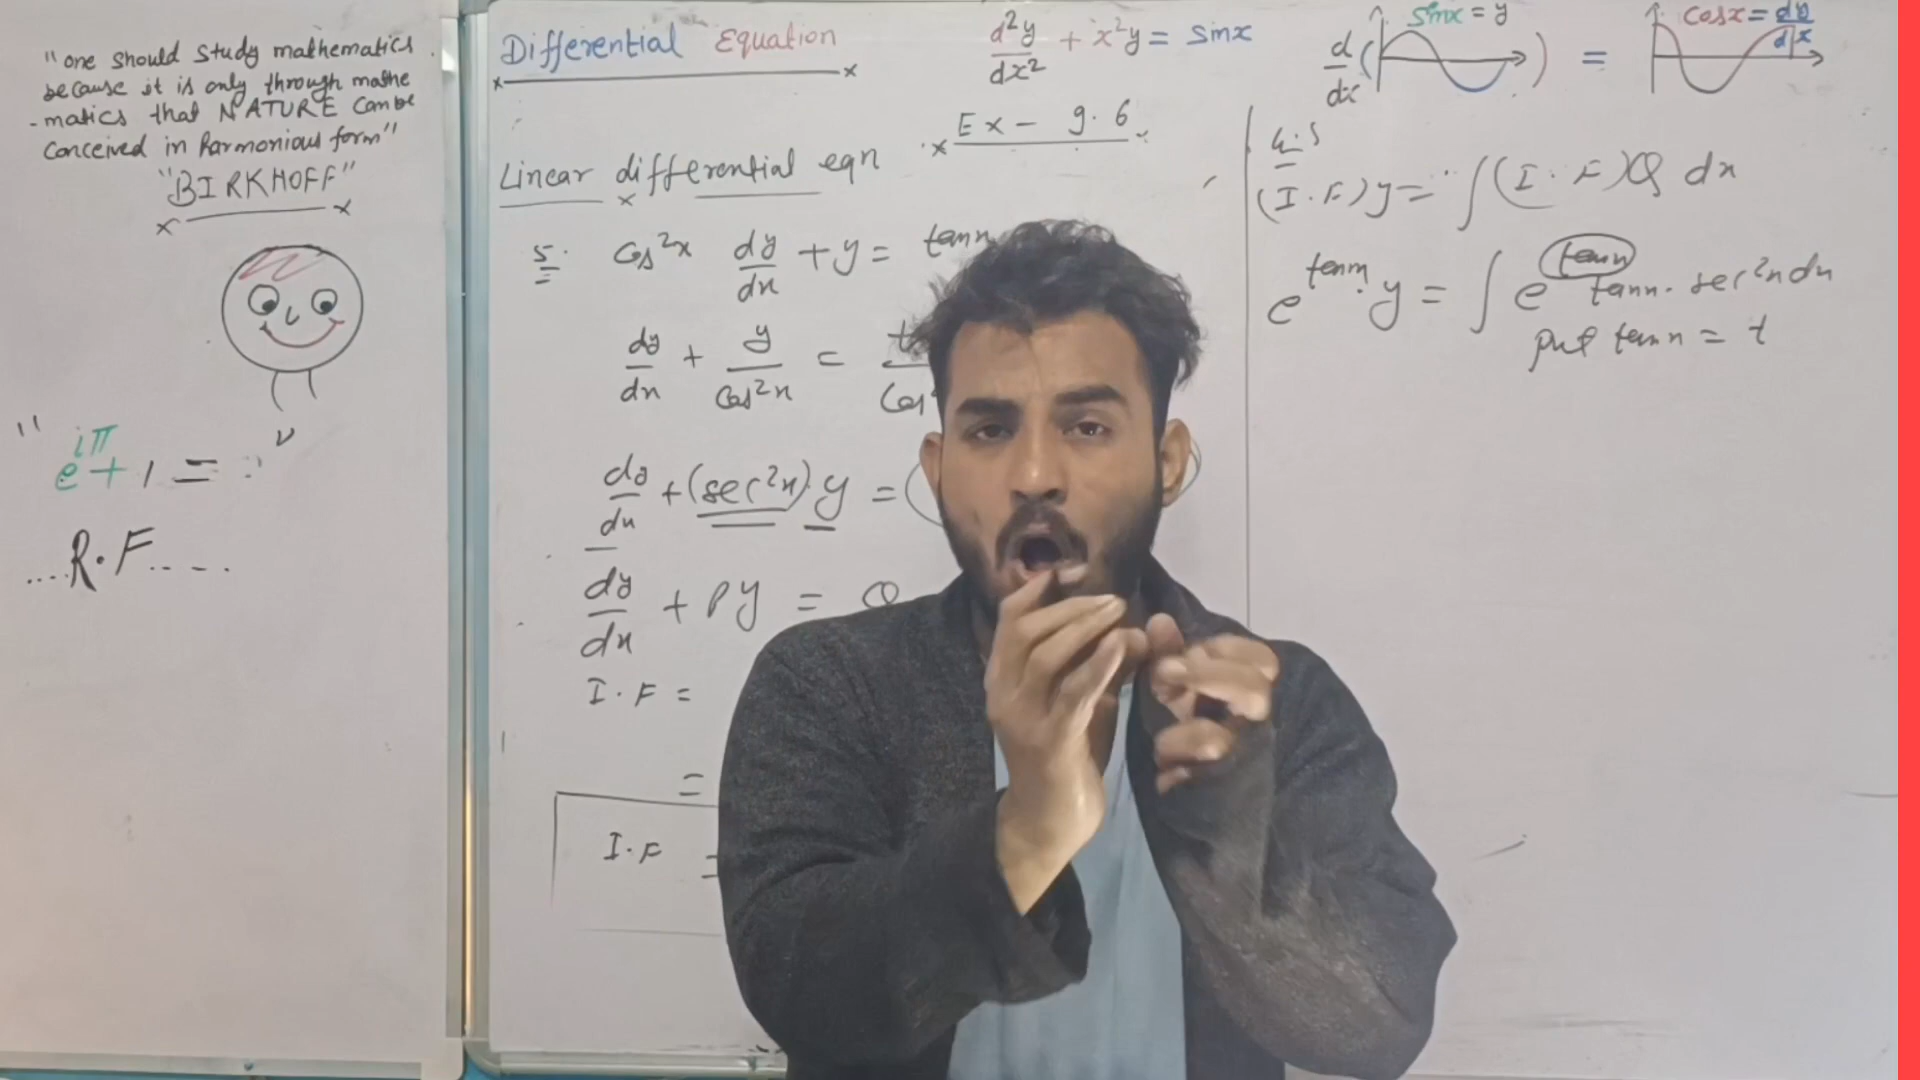 "one should study mathematics
because it is only through mathe
-matics that NATURE can be
conceived in harmonious form"
"BIRKHOFF"
" e^{iπ} + 1 = "
....R.F....
Differential Equation
d²y/dx² + x²y = sinx
d/dx (
sinx = y
) =
cosx = dy/dx
Ex - 9.6
Linear differential eqn
5. Cos²x dy/dx + y = tanx
dy/dx + y/Cos²x =
dy/dx + (sec²x).y = (
dy/dx + Py = Q
I.F =
=
I.F =
(I.F)y = ∫(I.F)Q dx
e^{tanx} y = ∫ e^{tanx} tanx. sec²x dx
put tanx = t